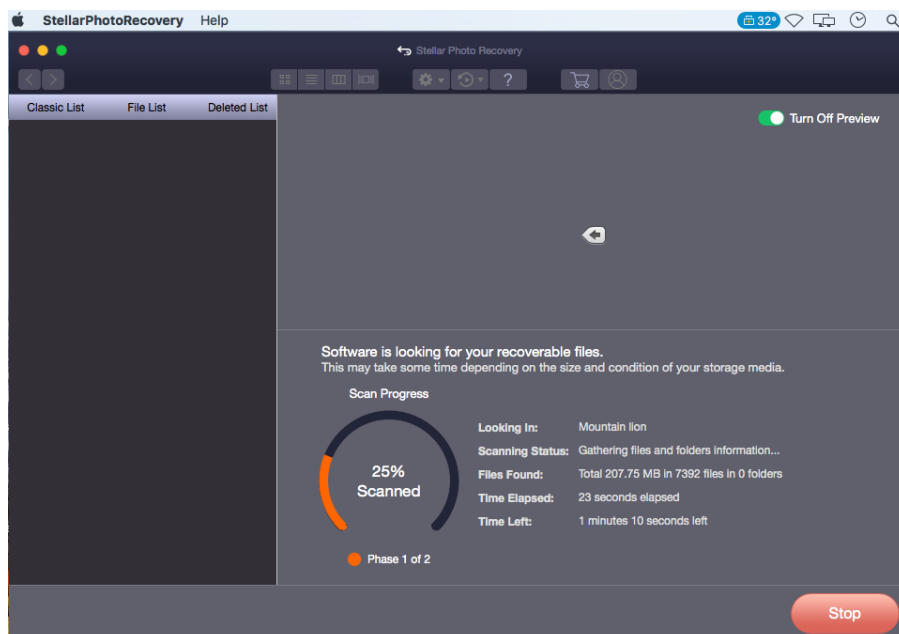 StellarPhotoRecovery Help 32°
Stellar Photo Recovery
?
Classic List File List Deleted List
Turn Off Preview
Software is looking for your recoverable files.
This may take some time depending on the size and condition of your storage media.
Scan Progress
25%
Scanned
Phase 1 of 2
Looking In: Mountain lion
Scanning Status: Gathering files and folders information...
Files Found: Total 207.75 MB in 7392 files in 0 folders
Time Elapsed: 23 seconds elapsed
Time Left: 1 minutes 10 seconds left
Stop